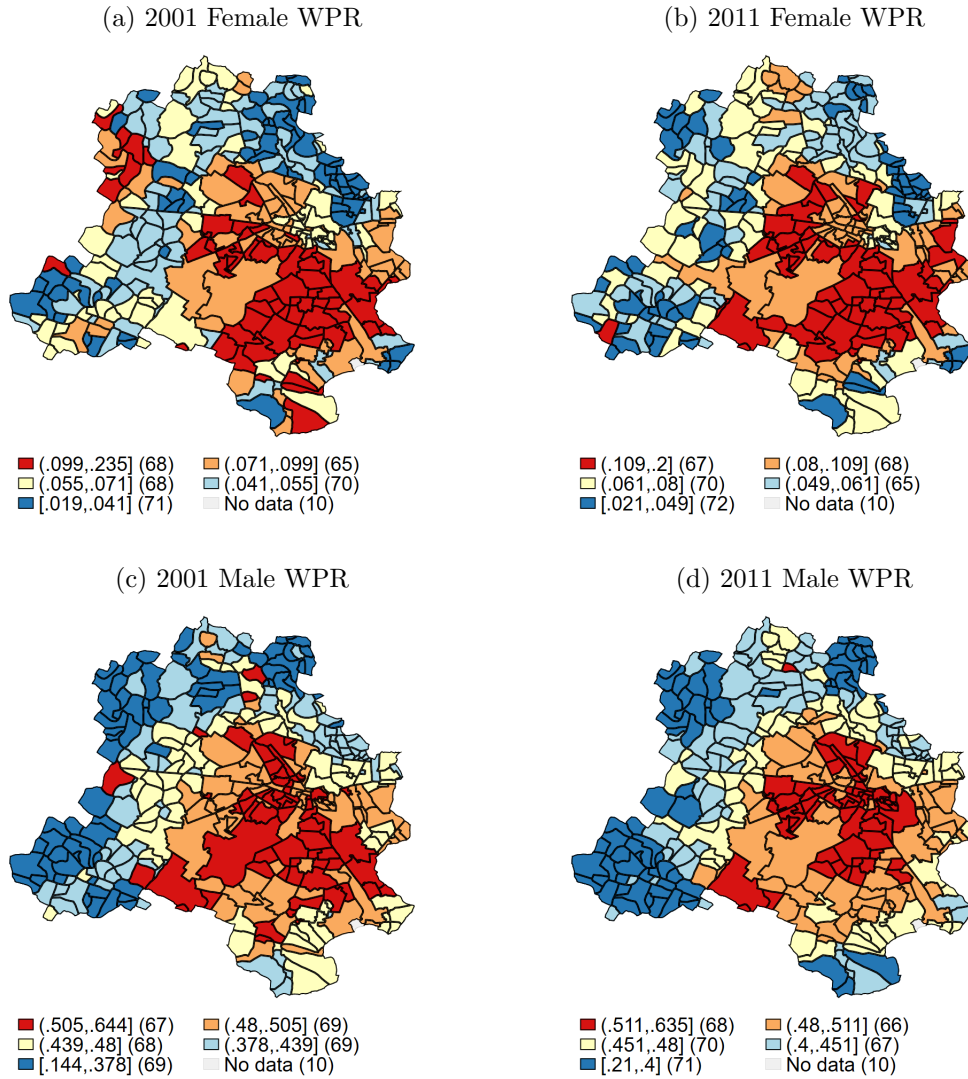 (a) 2001 Female WPR
(b) 2011 Female WPR
(.099,.235] (68) (.071,.099] (65)
(.055,.071] (68) (.041,.055] (70)
[.019,.041] (71) No data (10)
(.109,.2] (67) (.08,.109] (68)
(.061,.08] (70) (.049,.061] (65)
[.021,.049] (72) No data (10)
(c) 2001 Male WPR
(d) 2011 Male WPR
(.505,.644] (67) (.48,.505] (69)
(.439,.48] (68) (.378,.439] (69)
[.144,.378] (69) No data (10)
(.511,.635] (68) (.48,.511] (66)
(.451,.48] (70) (.4,.451] (67)
[.21,.4] (71) No data (10)